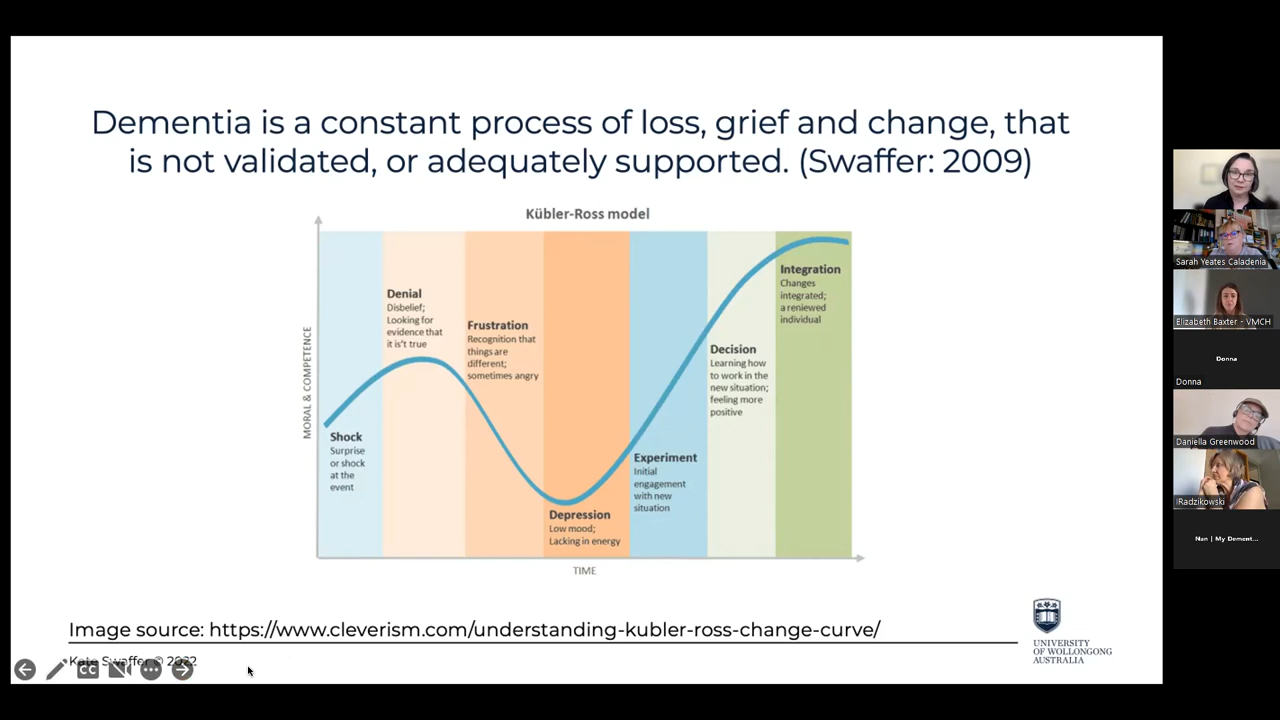 Dementia is a constant process of loss, grief and change, that
is not validated, or adequately supported. (Swaffer: 2009)
Kübler-Ross model
MORAL & COMPETENCE
Shock
Surprise
or shock
at the
event
Denial
Disbelief;
Looking for
evidence that
it is't true
Frustration
Recognition that
things are
different;
sometimes angry
Depression
Low mood;
Lacking in energy
Experiment
Initial
engagement
with new
situation
Decision
Learning how
to work in the
new situation;
feeling more
positive
Integration
Changes
integrated;
a reniewed
individual
TIME
Image source: https://www.cleverism.com/understanding-kubler-ross-change-curve/
Kate Swaffer © 2022
CC
UNIVERSITY
OF WOLLONGONG
AUSTRALIA
Sarah Yeates Caladenia
Elizabeth Baxter - VMCH
Donna
Donna
Daniella Greenwood
IRadzikowski
Nan | My Dement...